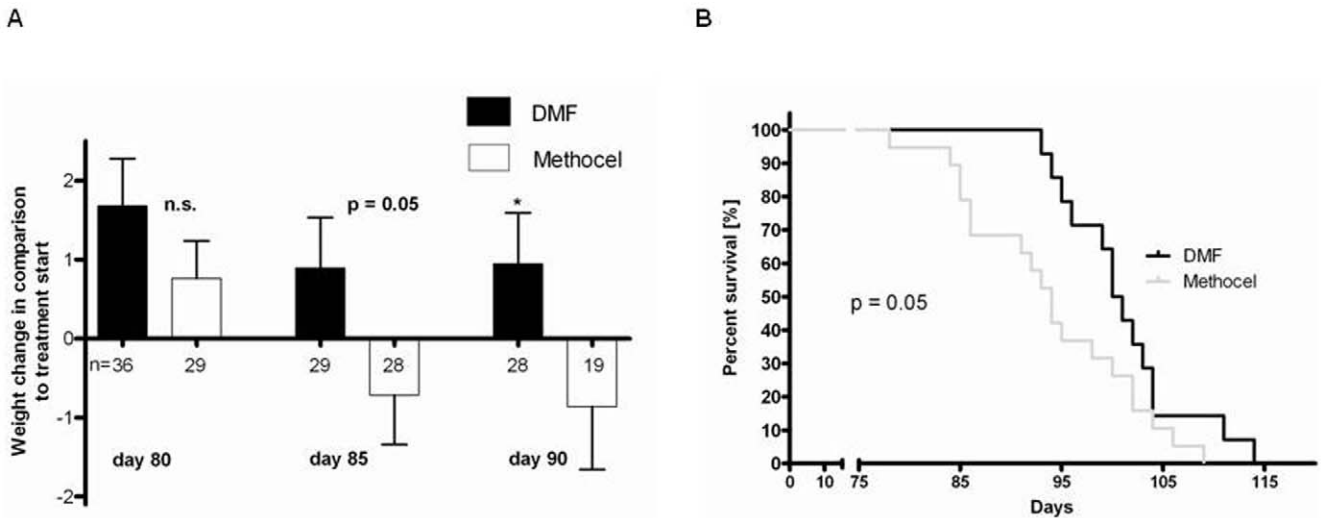 A
DMF
Methocel
Weight change in comparison
to treatment start
2
1
0
-1
-2
n.s.
p = 0.05
*
n=36
29
29
28
28
19
day 80
day 85
day 90
B
Percent survival [%]
100
90
80
70
60
50
40
30
20
10
0
DMF
Methocel
p = 0.05
0
10
75
85
95
105
115
Days